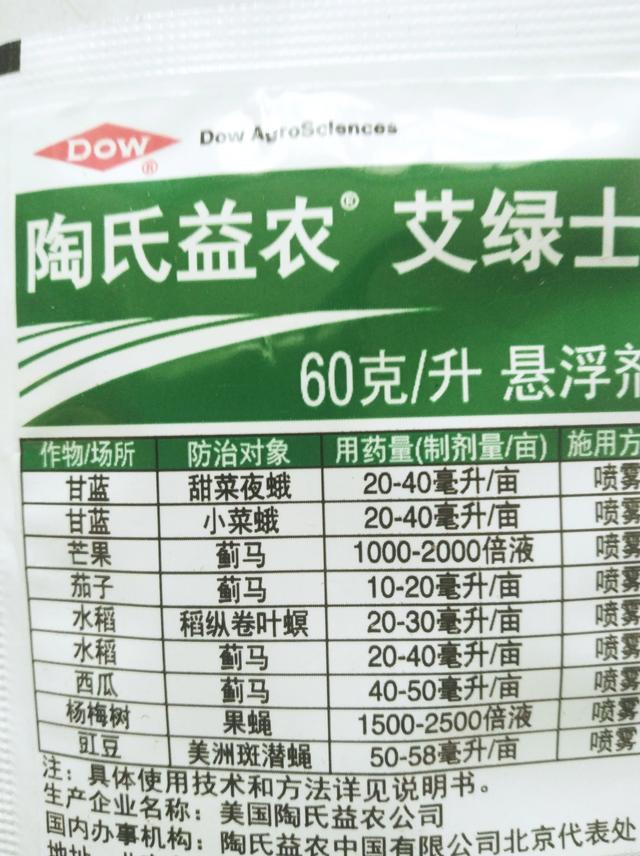 DOW® Dow AgroSciences
陶氏益农® 艾绿士
60克/升 悬浮剂
作物/场所 防治对象 用药量(制剂量/亩) 施用方
甘蓝 甜菜夜蛾 20-40毫升/亩 喷雾
甘蓝 小菜蛾 20-40毫升/亩 喷雾
芒果 蓟马 1000-2000倍液 喷雾
茄子 蓟马 10-20毫升/亩 喷雾
水稻 稻纵卷叶螟 20-30毫升/亩 喷雾
水稻 蓟马 20-40毫升/亩 喷雾
西瓜 蓟马 40-50毫升/亩 喷雾
杨梅树 果蝇 1500-2500倍液 喷雾
豇豆 美洲斑潜蝇 50-58毫升/亩 喷雾
注：具体使用技术和方法详见说明书。
生产企业名称：美国陶氏益农公司
国内办事机构：陶氏益农中国有限公司北京代表处